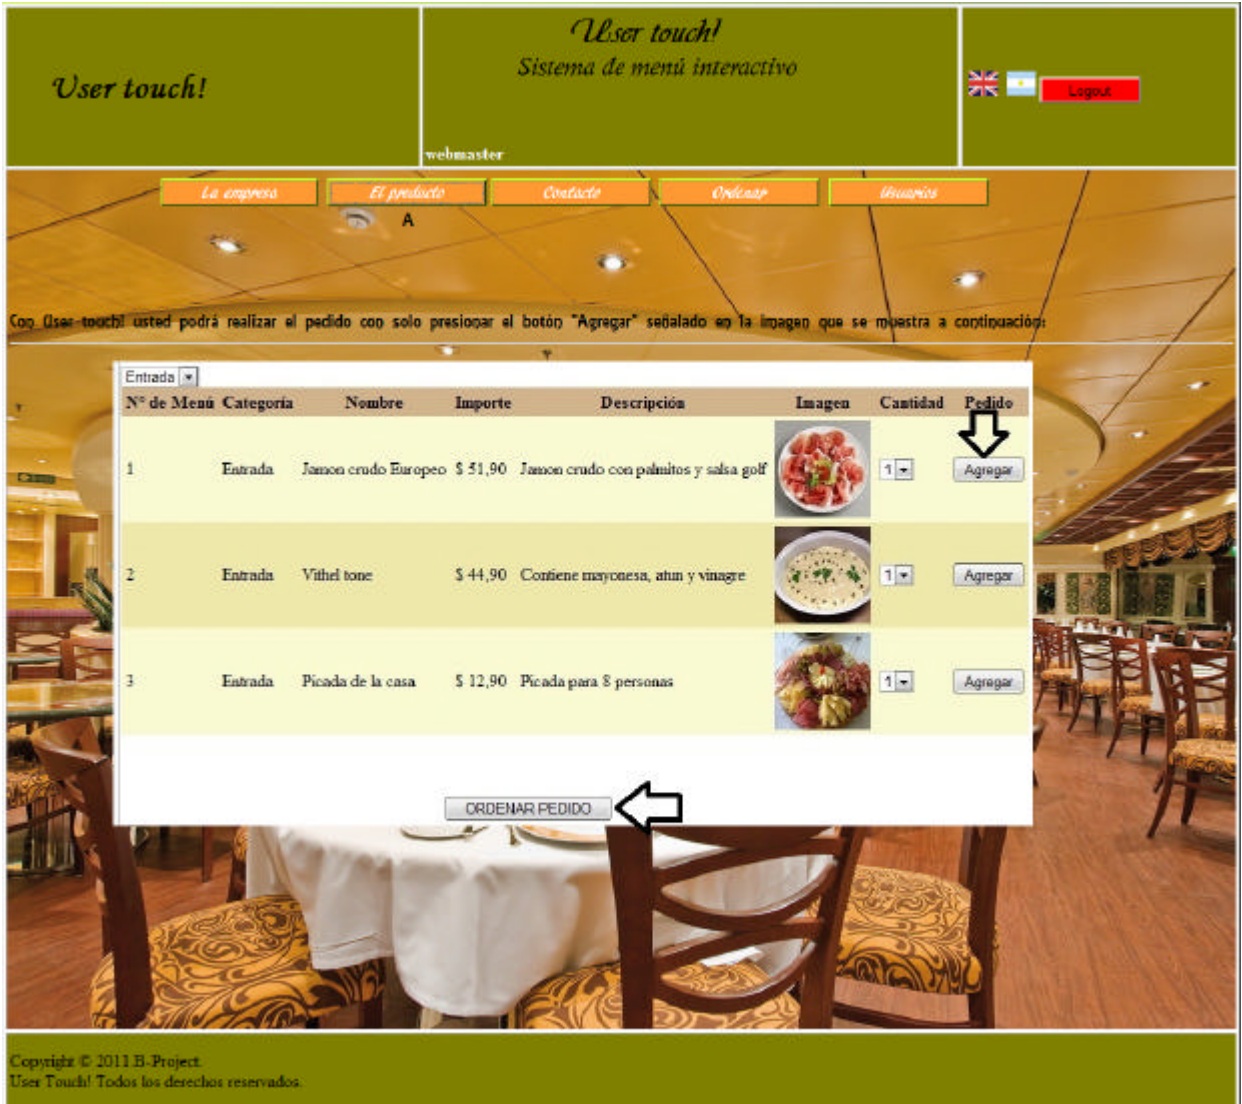 User touch!
User touch!
Sistema de menú interactivo
webmaster
Logout
La empresa El producto Contacto Ordenar Usuarios
A
Con User touch! usted podrá realizar el pedido con solo presionar el botón "Agregar" señalado en la imagen que se muestra a continuación:
Entrada
N° de Menú Categoría Nombre Importe Descripción Imagen Cantidad Pedido
1 Entrada Jamon crudo Europeo $ 51,90 Jamon crudo con palmitos y salsa golf 1 Agregar
2 Entrada Vithel tone $ 44,90 Contiene mayonesa, atun y vinagre 1 Agregar
3 Entrada Picada de la casa $ 12,90 Picada para 8 personas 1 Agregar
ORDENAR PEDIDO
Copyright © 2011 B-Project.
User Touch! Todos los derechos reservados.